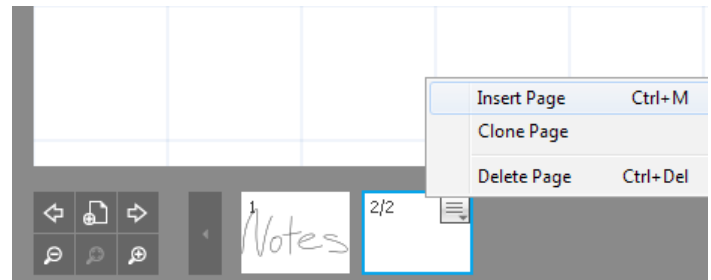 Insert Page Ctrl+M
Clone Page
Delete Page Ctrl+Del
1 2/2
Notes